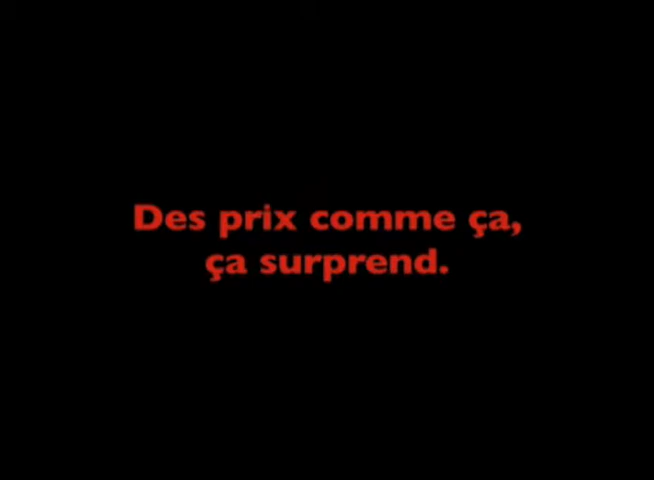 Des prix comme ça,
ça surprend.